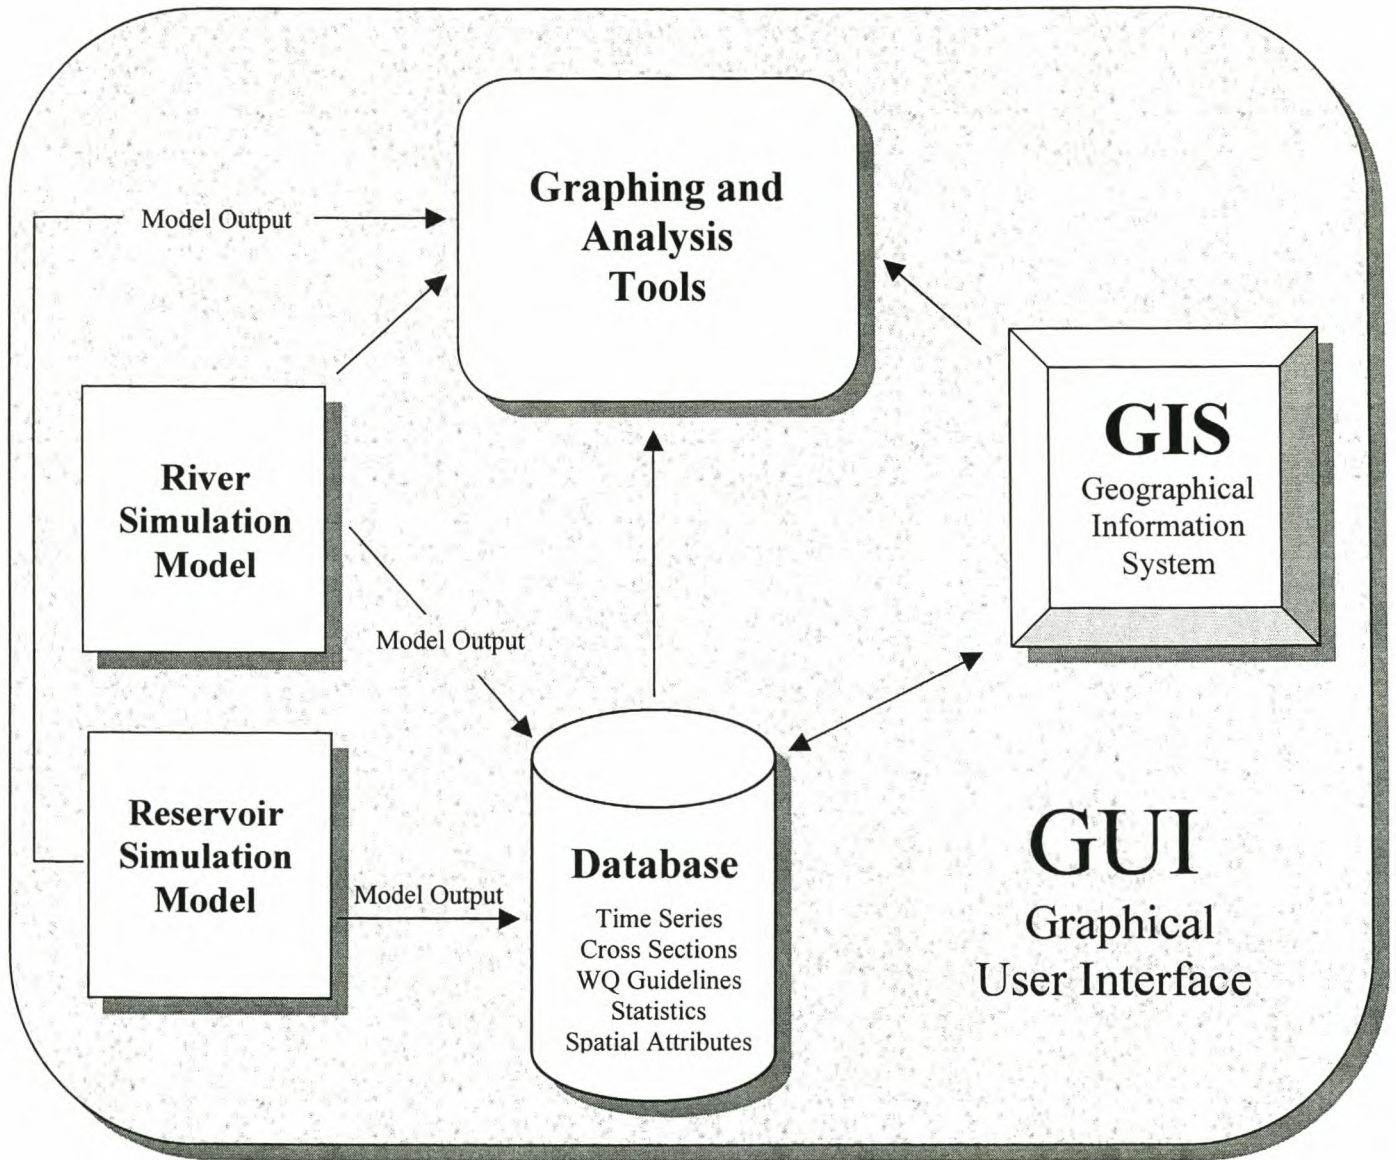 Graphing and
Analysis
Tools
Model Output
GIS
Geographical
Information
System
River
Simulation
Model
Model Output
Reservoir
Simulation
Model
Model Output
Database
Time Series
Cross Sections
WQ Guidelines
Statistics
Spatial Attributes
GUI
Graphical
User Interface